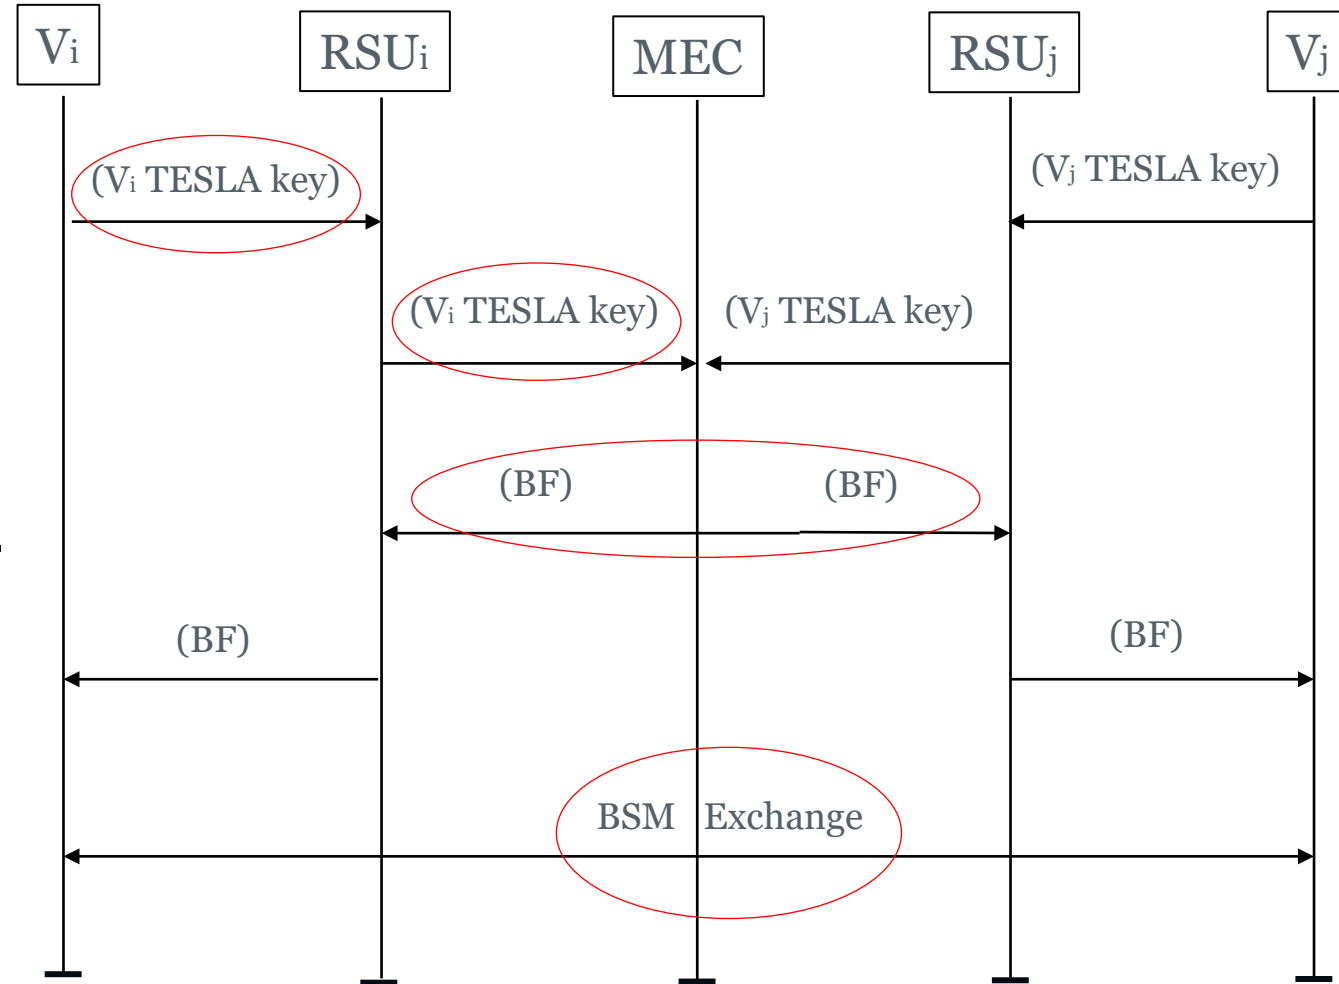 Vi RSUi MEC RSUj Vj
(Vi TESLA key) (Vj TESLA key)
(Vi TESLA key) (Vj TESLA key)
(BF) (BF)
(BF) (BF)
BSM Exchange